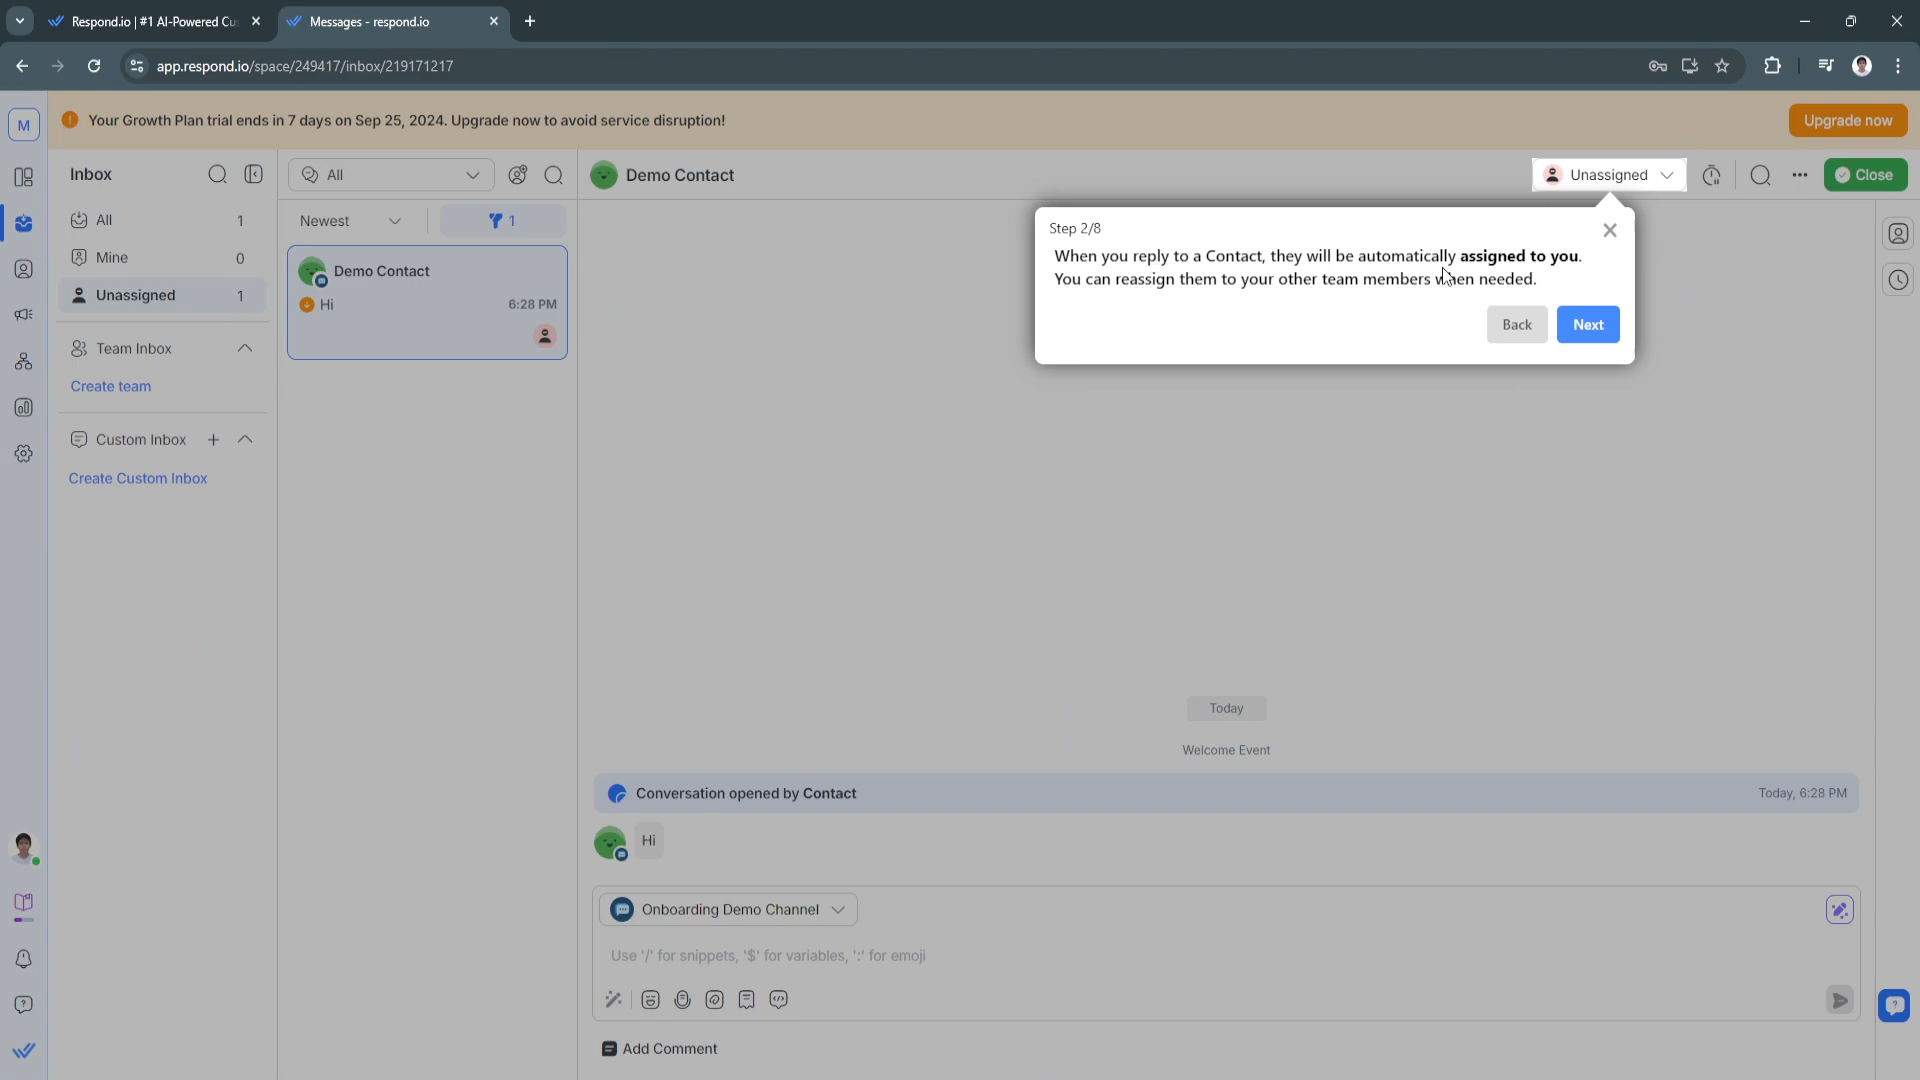 Respond.io | #1 AI-Powered Cu
Messages - respond.io
app.respond.io/space/249417/inbox/219171217
M
Your Growth Plan trial ends in 7 days on Sep 25, 2024. Upgrade now to avoid service disruption!
Upgrade now
Inbox
All 1
Mine 0
Unassigned 1
Team Inbox
Create team
Custom Inbox
Create Custom Inbox
All
Newest
1
Demo Contact
Hi
6:28 PM
Demo Contact
Unassigned
Close
Step 2/8
When you reply to a Contact, they will be automatically assigned to you.
You can reassign them to your other team members when needed.
Back
Next
Today
Welcome Event
Conversation opened by Contact
Today, 6:28 PM
Hi
Onboarding Demo Channel
Use '/' for snippets, '$' for variables, ':' for emoji
Add Comment